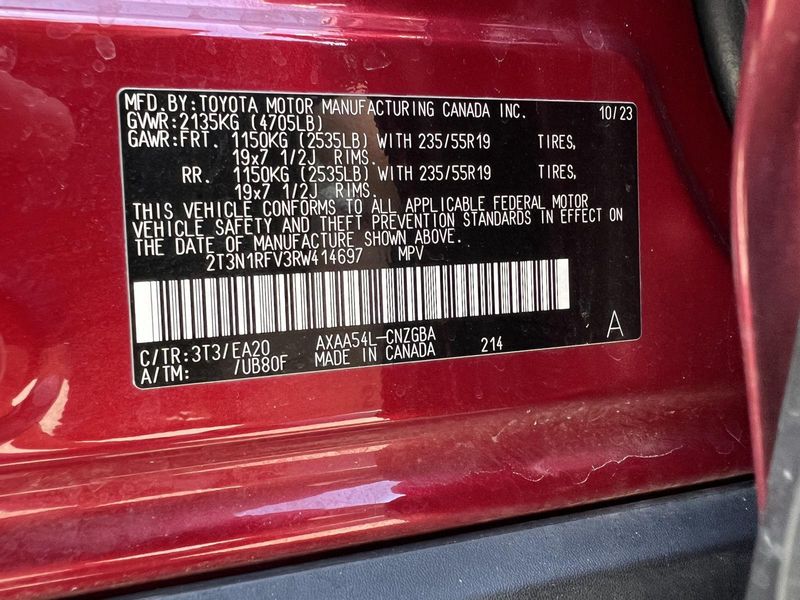 MFD.BY:TOYOTA MOTOR MANUFACTURING CANADA INC. 10/23
GVWR:2135KG (4705LB)
GAWR:FRT. 1150KG (2535LB) WITH 235/55R19 TIRES,
19x7 1/2J RIMS.
RR. 1150KG (2535LB) WITH 235/55R19 TIRES,
19x7 1/2J RIMS.
THIS VEHICLE CONFORMS TO ALL APPLICABLE FEDERAL MOTOR
VEHICLE SAFETY AND THEFT PREVENTION STANDARDS IN EFFECT ON
THE DATE OF MANUFACTURE SHOWN ABOVE.
2T3N1RFV3RW414697 MPV
C/TR:3T3/EA20 AXAA54L-CNZGBA 214 A
A/TM: /UB80F MADE IN CANADA